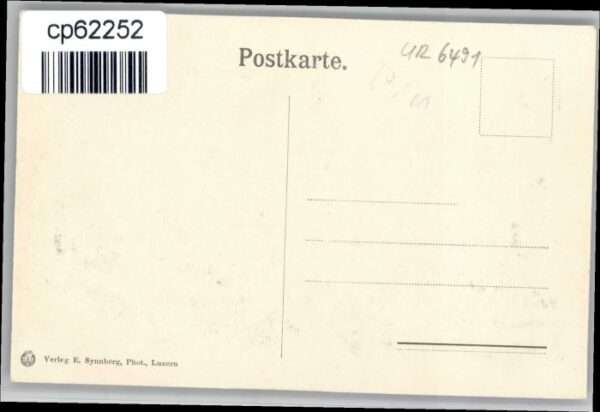 cp62252
Postkarte.
UR 6491
Verlag E. Synnberg, Phot., Luzern